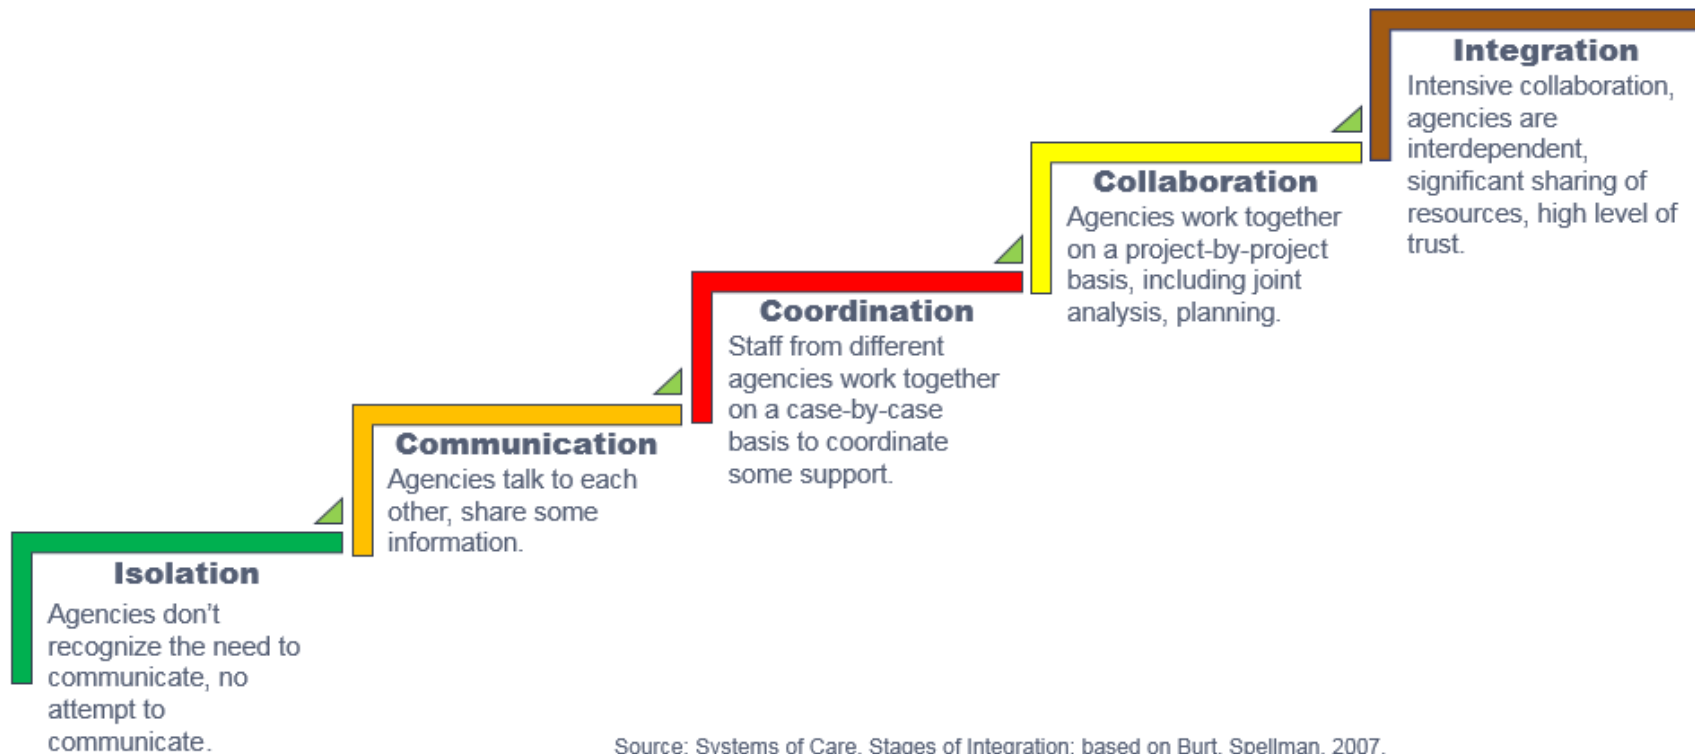 Integration
Intensive collaboration,
agencies are
interdependent,
significant sharing of
resources, high level of
trust.
Collaboration
Agencies work together
on a project-by-project
basis, including joint
analysis, planning.
Coordination
Staff from different
agencies work together
on a case-by-case
basis to coordinate
some support.
Communication
Agencies talk to each
other, share some
information.
Isolation
Agencies don’t
recognize the need to
communicate, no
attempt to
communicate.
Source: Systems of Care, Stages of Integration; based on Burt, Spellman, 2007.